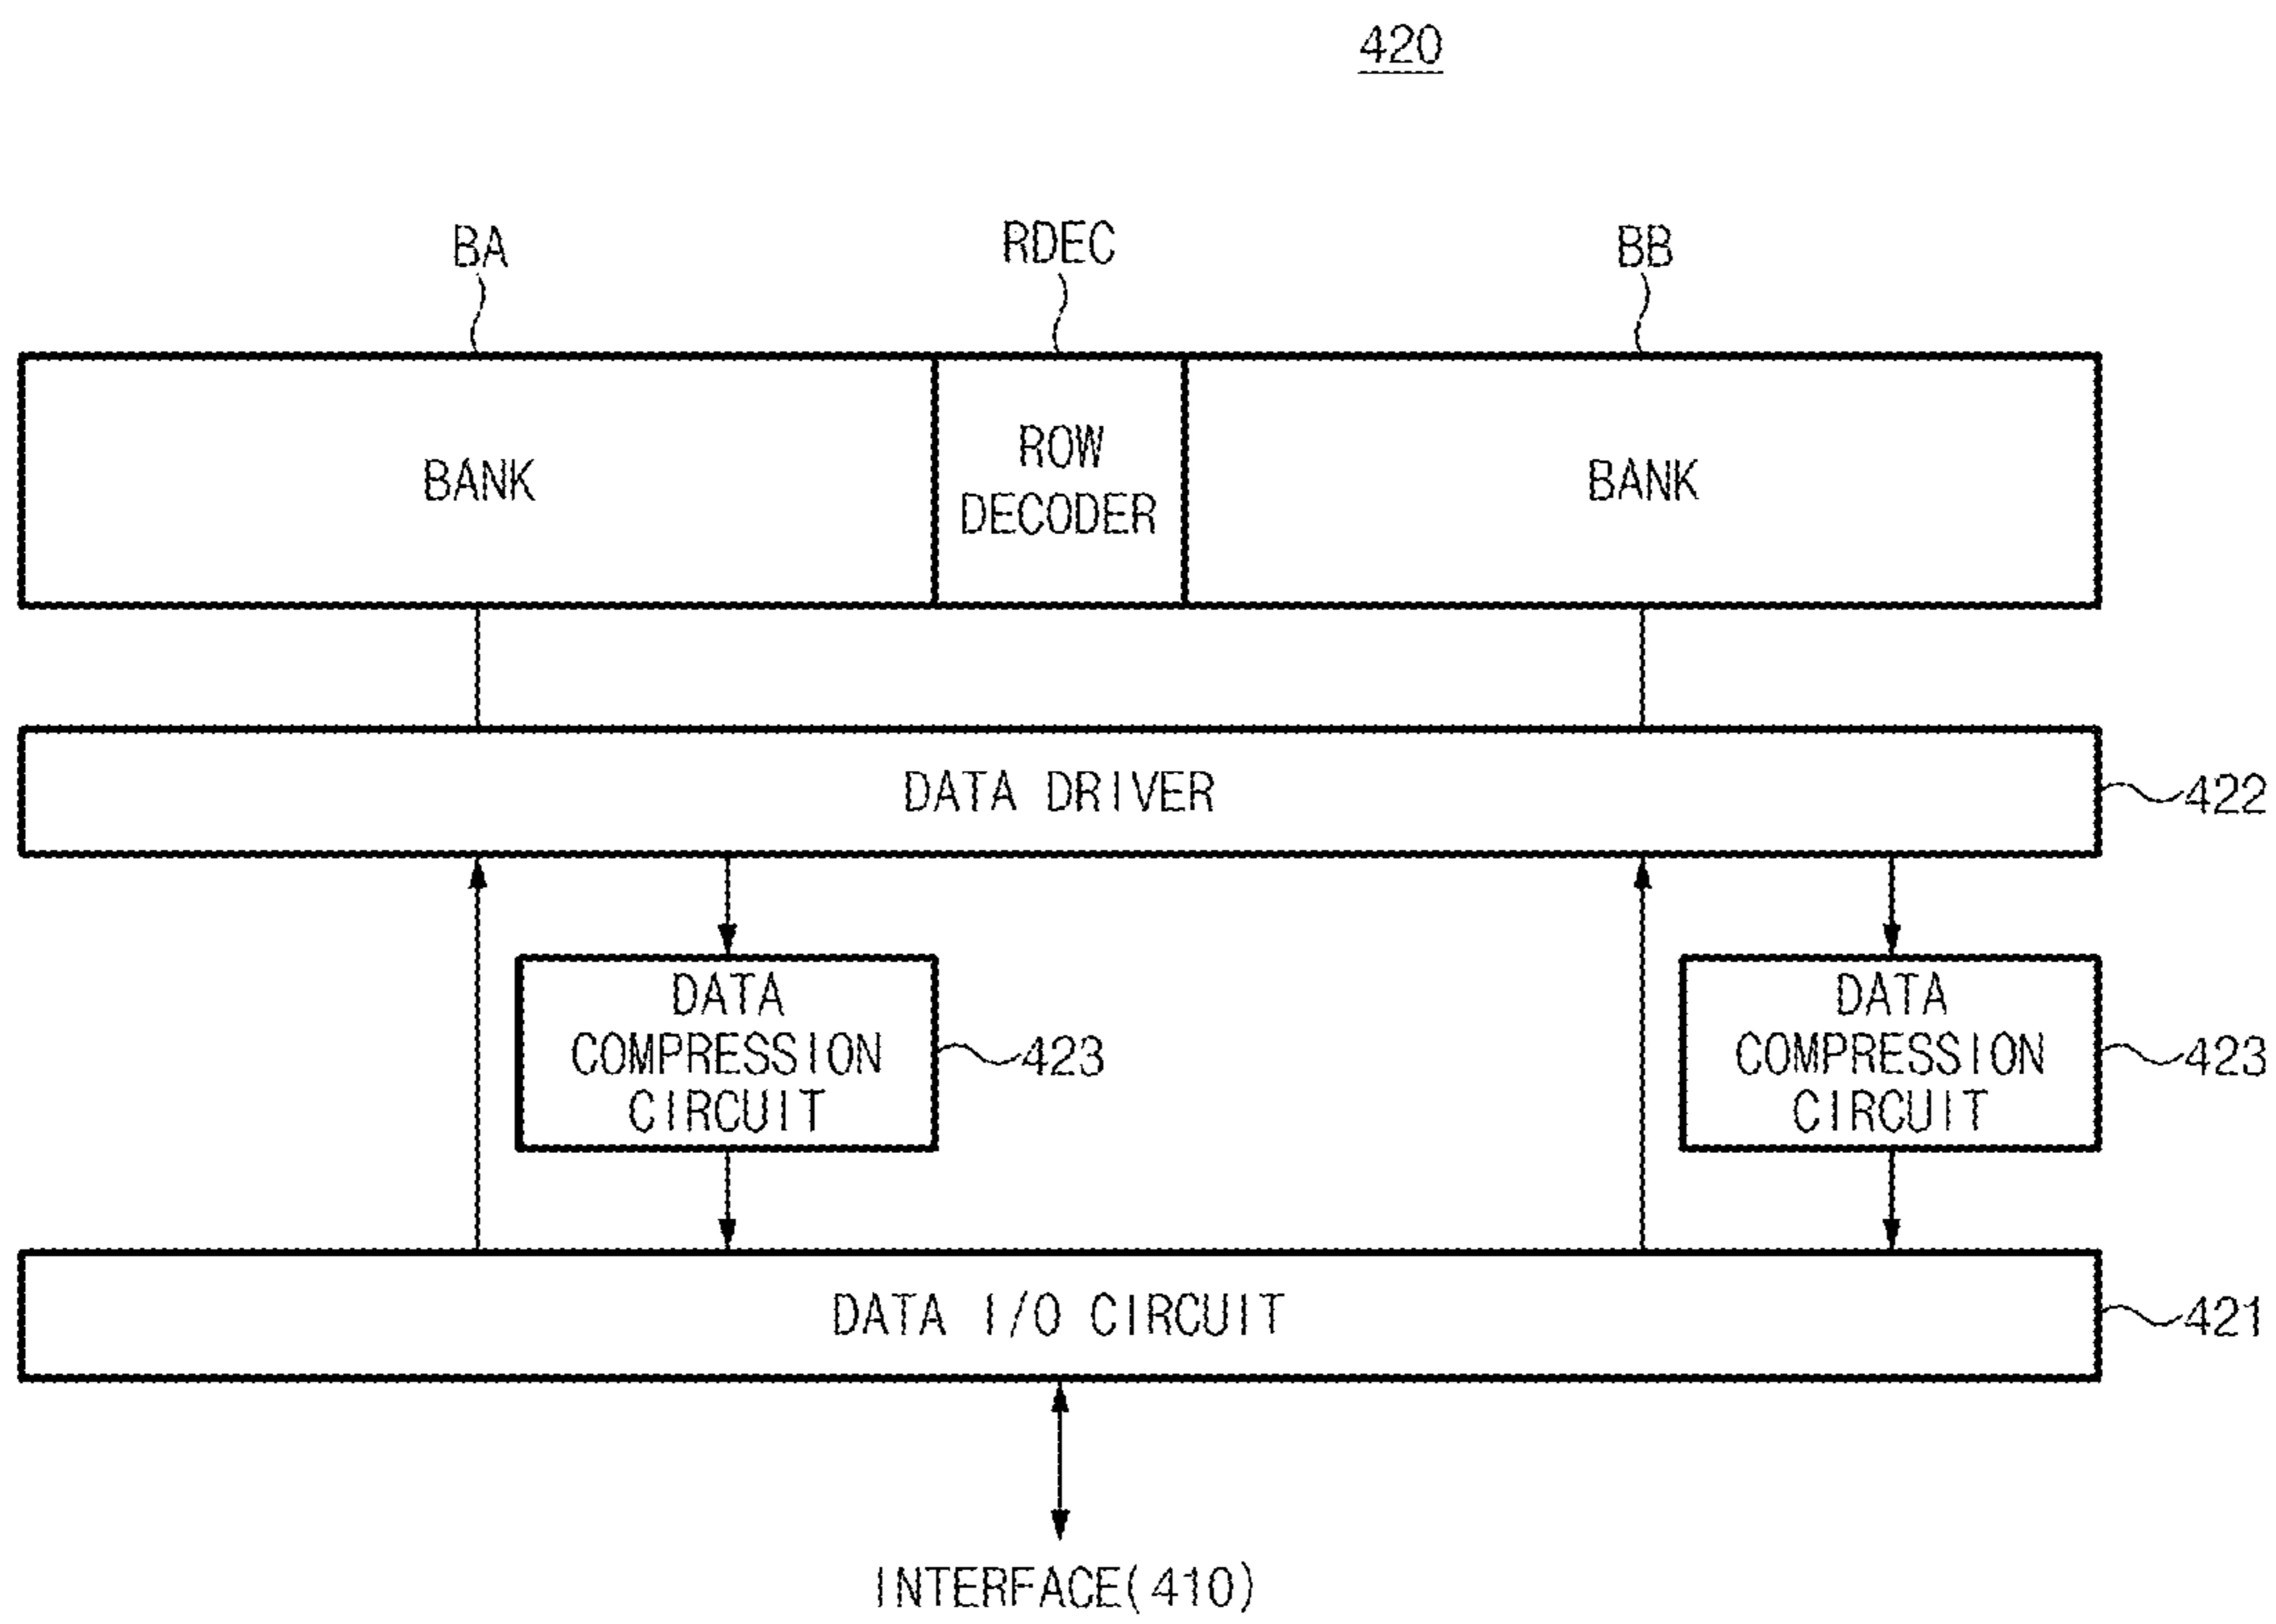 420
BA
RDEC
BB
BANK
ROW
DECODER
BANK
DATA DRIVER
422
DATA
COMPRESSION
CIRCUIT
423
DATA
COMPRESSION
CIRCUIT
423
DATA I/O CIRCUIT
421
INTERFACE(410)